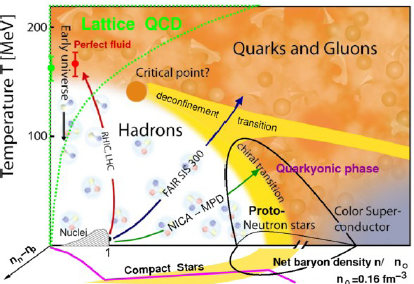 Lattice QCD
200
Perfect fluid
Quarks and Gluons
Critical point?
Early universe
Temperature T [MeV]
deconfinement
transition
100
Hadrons
RHIC, LHC
FAIR SIS 300
chiral transition
Quarkyonic phase
NICA – MPD
Proto-
Neutron stars
Color Super-
conductor
Nuclei
1
Compact Stars
Net baryon density n/ n₀
n₀=0.16 fm⁻³